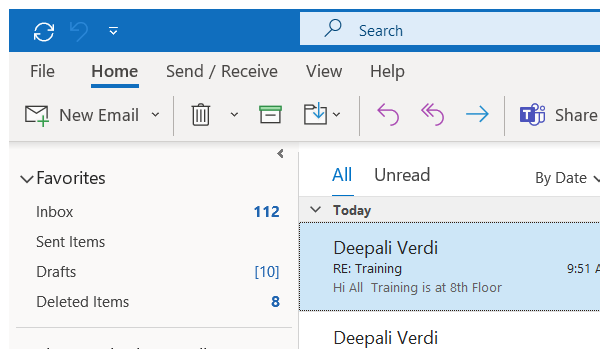 Search
File Home Send / Receive View Help
New Email Share
Favorites
Inbox 112
Sent Items
Drafts [10]
Deleted Items 8
All Unread By Date
Today
Deepali Verdi
RE: Training 9:51 A
Hi All Training is at 8th Floor
Deepali Verdi